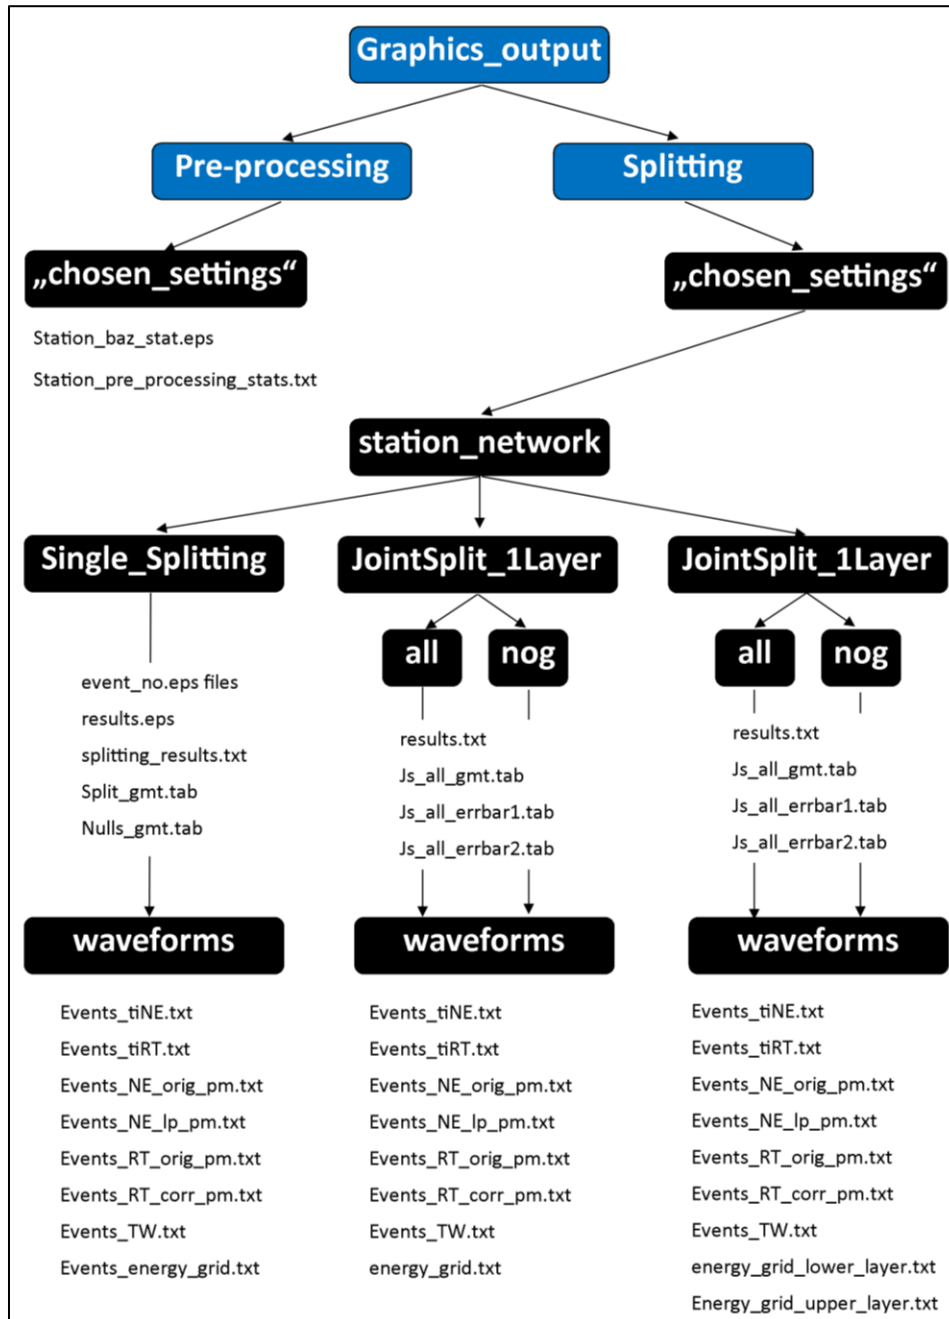 Graphics_output
Pre-processing
Splitting
„chosen_settings“
„chosen_settings“
Station_baz_stat.eps
Station_pre_processing_stats.txt
station_network
Single_Splitting
JointSplit_1Layer
JointSplit_1Layer
all
nog
all
nog
event_no.eps files
results.eps
splitting_results.txt
Split_gmt.tab
Nulls_gmt.tab
results.txt
Js_all_gmt.tab
Js_all_errbar1.tab
Js_all_errbar2.tab
results.txt
Js_all_gmt.tab
Js_all_errbar1.tab
Js_all_errbar2.tab
waveforms
waveforms
waveforms
Events_tiNE.txt
Events_tiRT.txt
Events_NE_orig_pm.txt
Events_NE_lp_pm.txt
Events_RT_orig_pm.txt
Events_RT_corr_pm.txt
Events_TW.txt
Events_energy_grid.txt
Events_tiNE.txt
Events_tiRT.txt
Events_NE_orig_pm.txt
Events_NE_lp_pm.txt
Events_RT_orig_pm.txt
Events_RT_corr_pm.txt
Events_TW.txt
energy_grid.txt
Events_tiNE.txt
Events_tiRT.txt
Events_NE_orig_pm.txt
Events_NE_lp_pm.txt
Events_RT_orig_pm.txt
Events_RT_corr_pm.txt
Events_TW.txt
energy_grid_lower_layer.txt
Energy_grid_upper_layer.txt